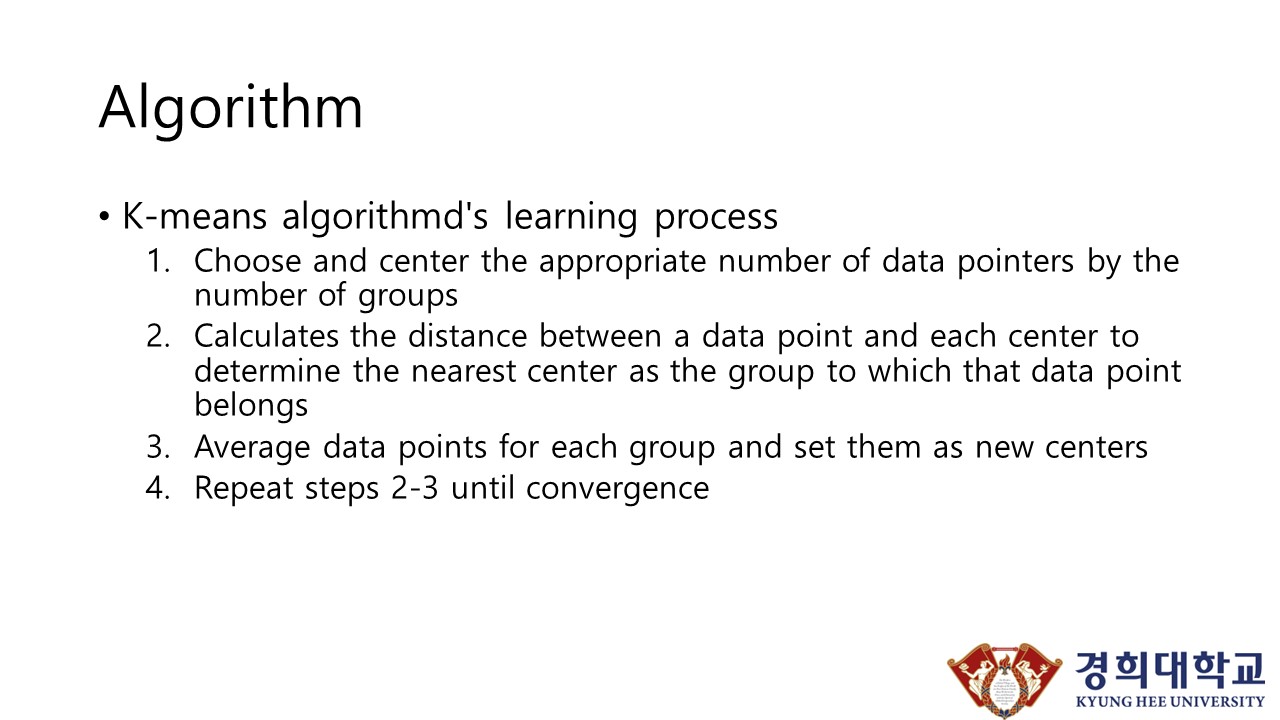 Algorithm
• K-means algorithmd's learning process
1. Choose and center the appropriate number of data pointers by the
number of groups
2. Calculates the distance between a data point and each center to
determine the nearest center as the group to which that data point
belongs
3. Average data points for each group and set them as new centers
4. Repeat steps 2-3 until convergence
경희대학교
KYUNG HEE UNIVERSITY